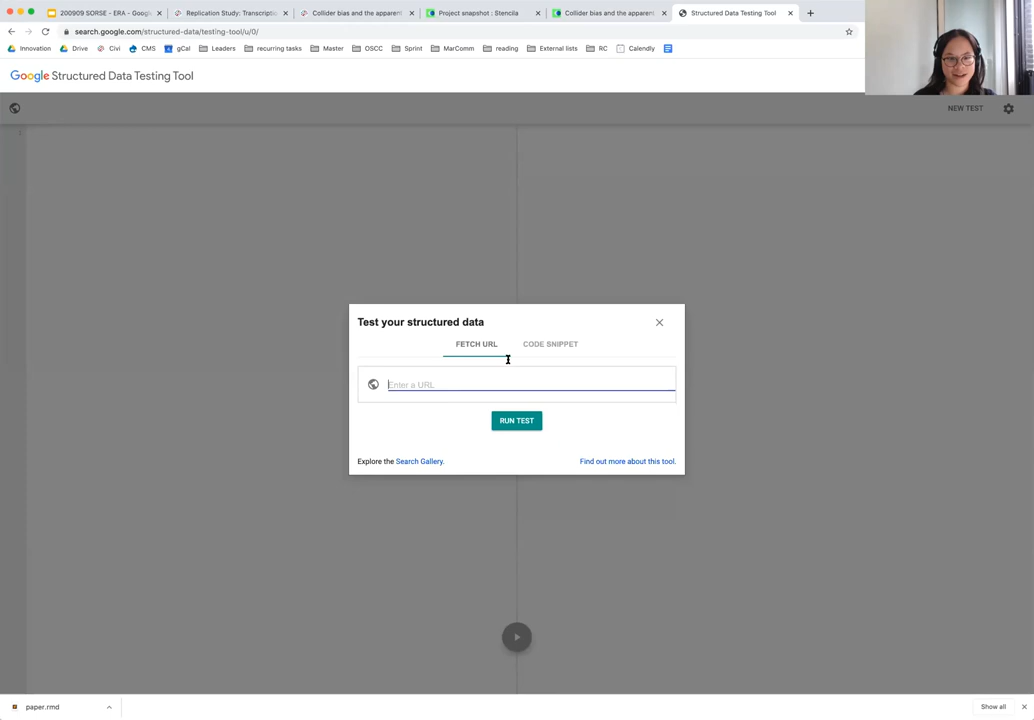 200909 SORSE - ERA - Googl
Replication Study: Transcriptio
Collider bias and the apparent
Project snapshot : Stencila
Collider bias and the apparent
Structured Data Testing Tool
search.google.com/structured-data/testing-tool/u/0/
Innovation
Drive
Civi
CMS
gCal
Leaders
recurring tasks
Master
OSCC
Sprint
MarComm
reading
External lists
RC
Calendly
Google Structured Data Testing Tool
NEW TEST
1
Test your structured data
FETCH URL
CODE SNIPPET
Enter a URL
RUN TEST
Explore the Search Gallery.
Find out more about this tool.
paper.rmd
Show all